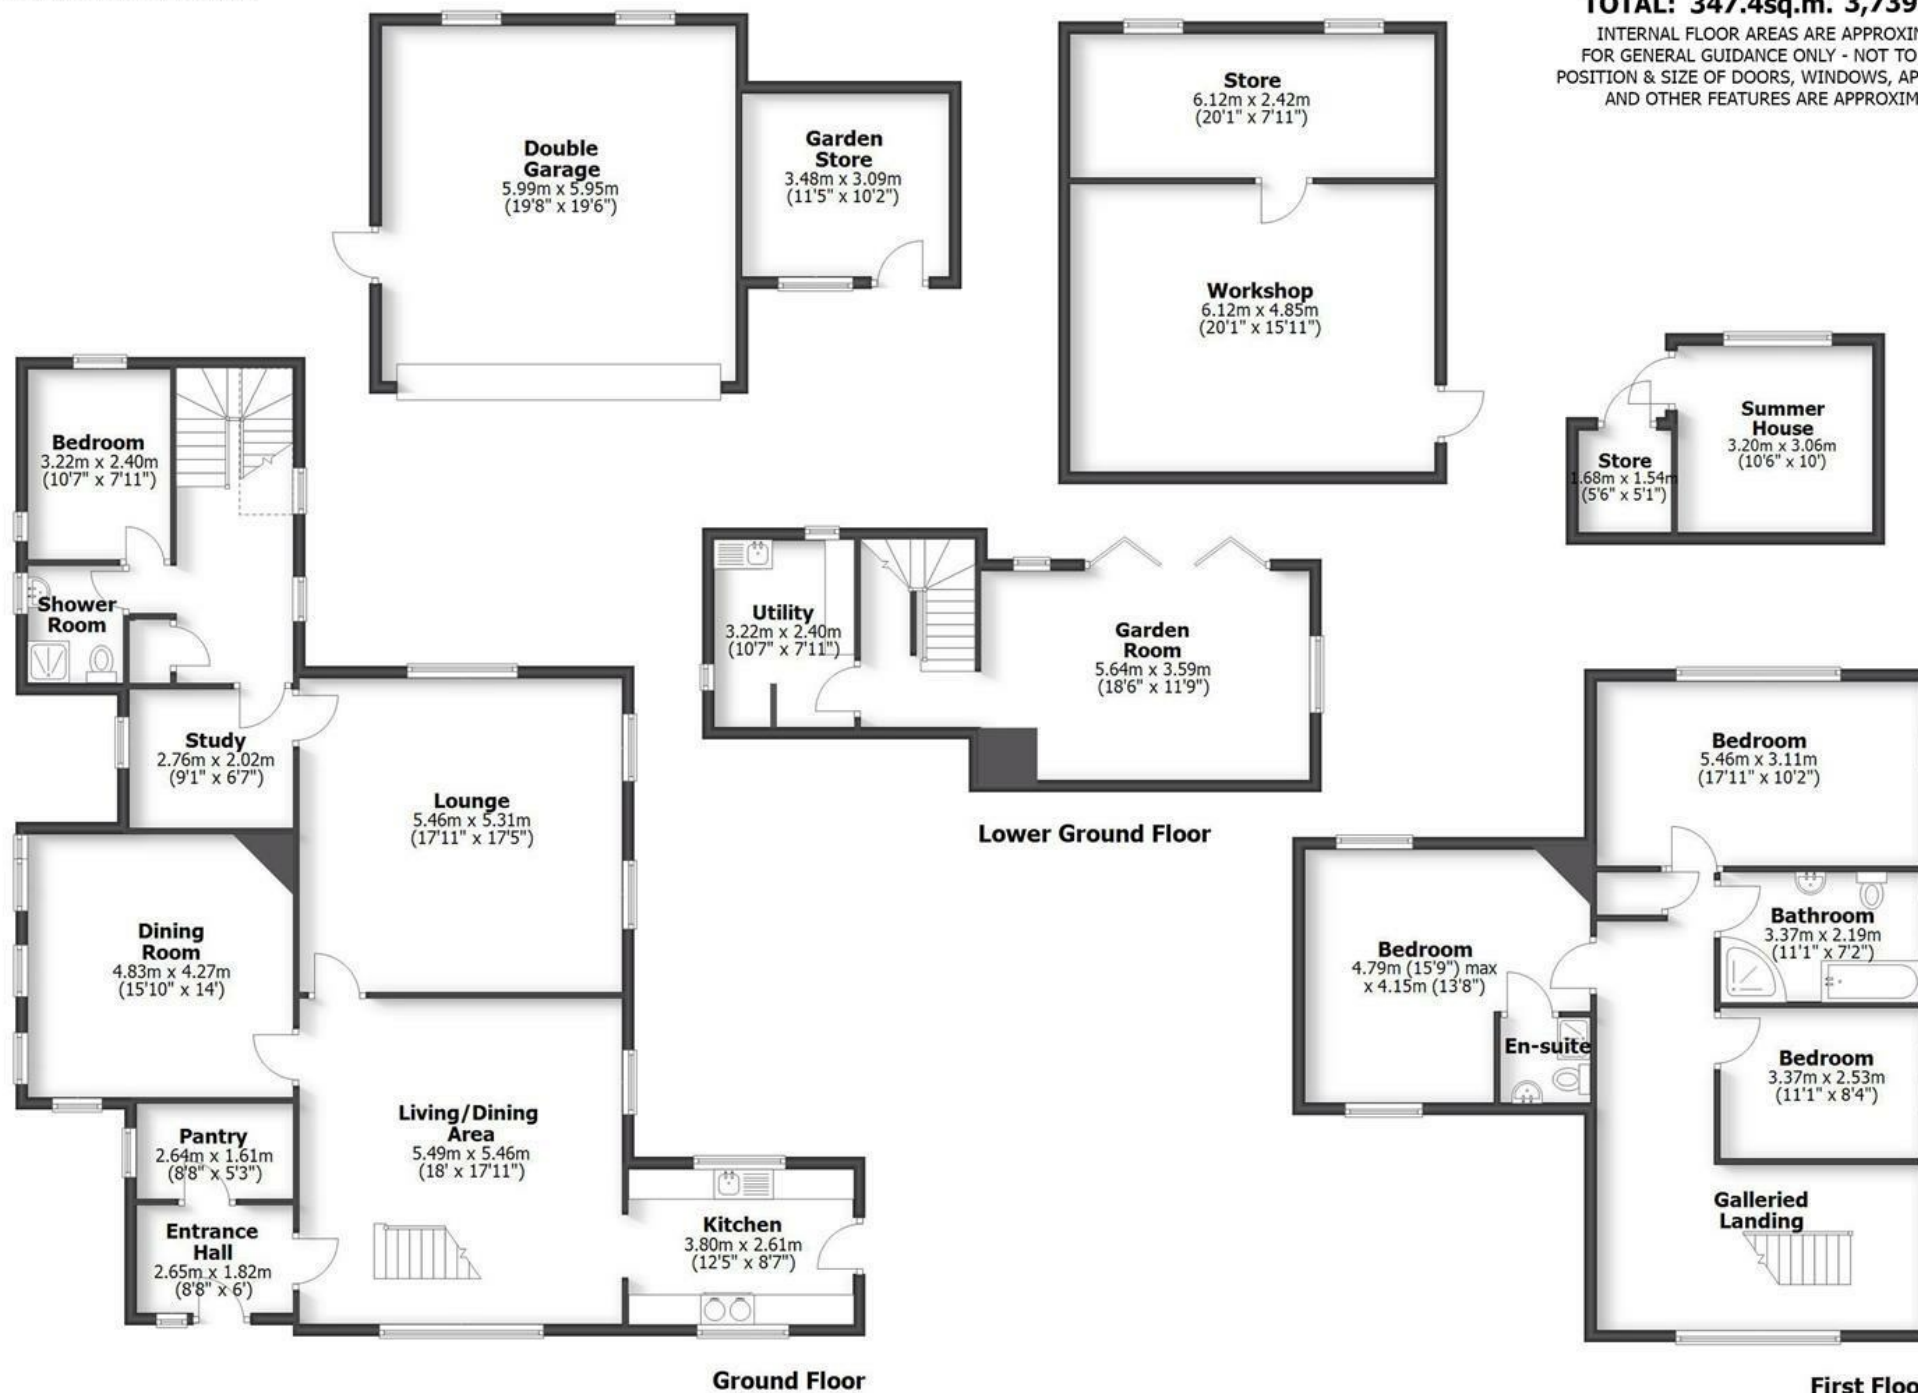 TOTAL: 347.4sq.m. 3,739
INTERNAL FLOOR AREAS ARE APPROXIM
FOR GENERAL GUIDANCE ONLY - NOT TO
POSITION & SIZE OF DOORS, WINDOWS, AP
AND OTHER FEATURES ARE APPROXIM
Double
Garage
5.99m x 5.95m
(19'8" x 19'6")
Garden
Store
3.48m x 3.09m
(11'5" x 10'2")
Store
6.12m x 2.42m
(20'1" x 7'11")
Workshop
6.12m x 4.85m
(20'1" x 15'11")
Summer
House
3.20m x 3.06m
(10'6" x 10')
Store
1.68m x 1.54m
(5'6" x 5'1")
Bedroom
3.22m x 2.40m
(10'7" x 7'11")
Shower
Room
Study
2.76m x 2.02m
(9'1" x 6'7")
Lounge
5.46m x 5.31m
(17'11" x 17'5")
Dining
Room
4.83m x 4.27m
(15'10" x 14')
Pantry
2.64m x 1.61m
(8'8" x 5'3")
Entrance
Hall
2.65m x 1.82m
(8'8" x 6')
Living/Dining
Area
5.49m x 5.46m
(18' x 17'11")
Kitchen
3.80m x 2.61m
(12'5" x 8'7")
Ground Floor
Utility
3.22m x 2.40m
(10'7" x 7'11")
Garden
Room
5.64m x 3.59m
(18'6" x 11'9")
Lower Ground Floor
Bedroom
5.46m x 3.11m
(17'11" x 10'2")
Bathroom
3.37m x 2.19m
(11'1" x 7'2")
Bedroom
4.79m (15'9") max
x 4.15m (13'8")
En-suite
Bedroom
3.37m x 2.53m
(11'1" x 8'4")
Galleried
Landing
First Floo